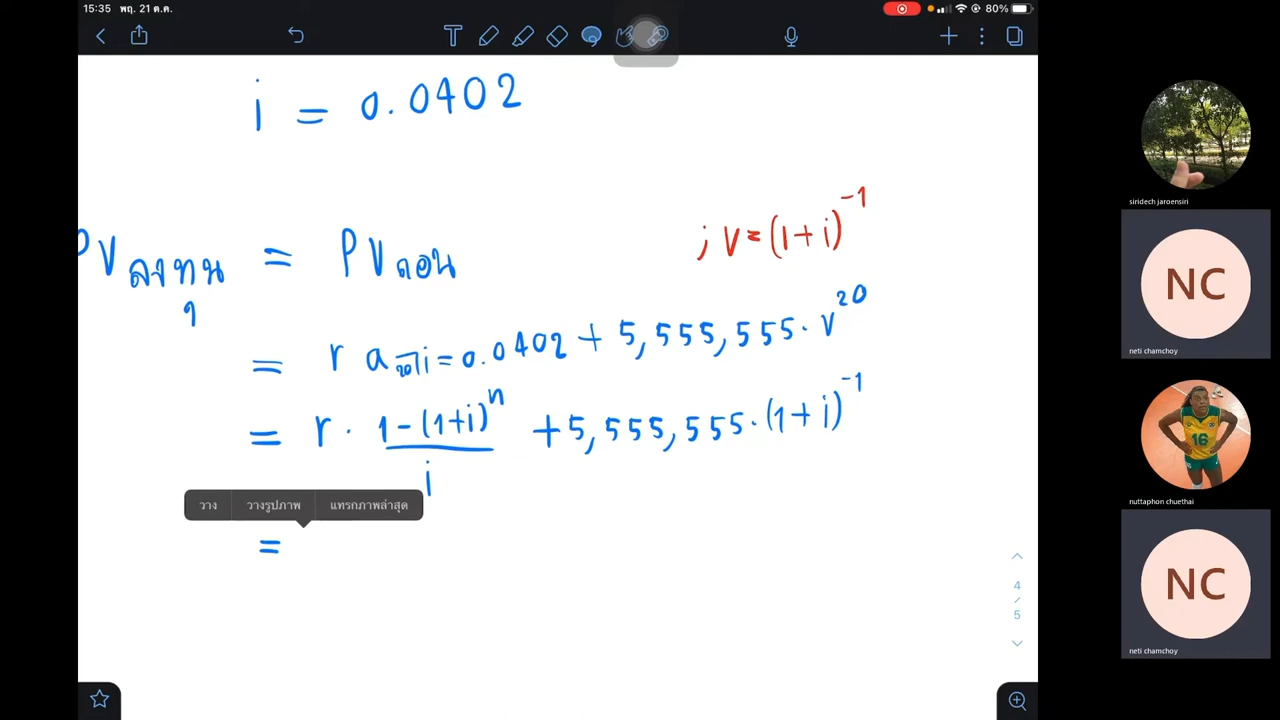 15:35 พฤ. 21 ต.ค.
80%
i = 0.0402
; v = (1+i)^-1
PV ลงทุน = PV ถอน
= r a i = 0.0402 + 5,555,555 · v^20
= r · 1-(1+i)^n / i + 5,555,555 · (1+i)^-1
วาง วางรูปภาพ แทรกภาพล่าสุด
=
4
/
5
siridech jaroensiri
NC
neti chamchoy
16
nuttaphon chuethai
NC
neti chamchoy